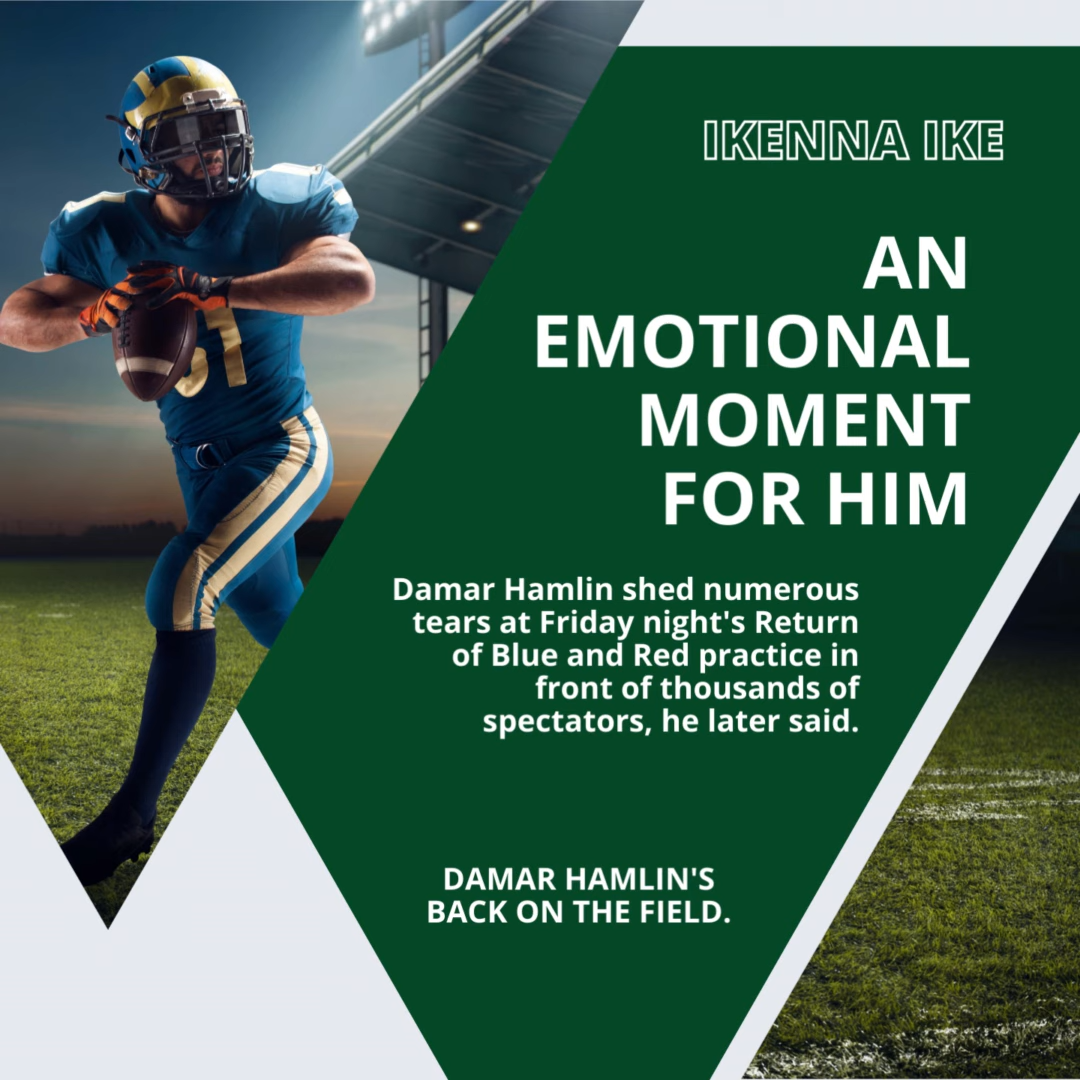 IKENNA IKE
AN
EMOTIONAL
MOMENT
FOR HIM
Damar Hamlin shed numerous
tears at Friday night's Return
of Blue and Red practice in
front of thousands of
spectators, he later said.
DAMAR HAMLIN'S
BACK ON THE FIELD.